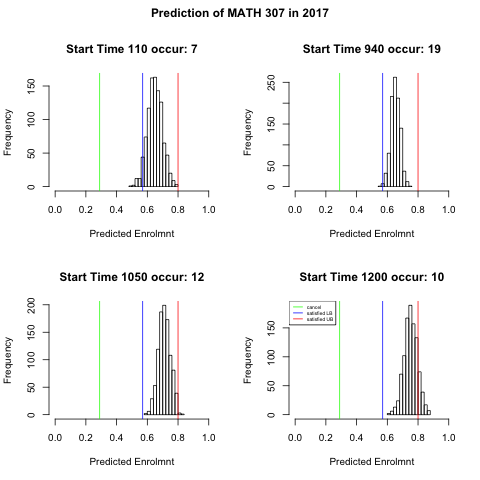 Prediction of MATH 307 in 2017
Start Time 110 occur: 7
Frequency
0 50 100 150
0.0 0.2 0.4 0.6 0.8 1.0
Predicted Enrolmnt
Start Time 940 occur: 19
Frequency
0 50 150 250
0.0 0.2 0.4 0.6 0.8 1.0
Predicted Enrolmnt
Start Time 1050 occur: 12
Frequency
0 50 100 150 200
0.0 0.2 0.4 0.6 0.8 1.0
Predicted Enrolmnt
Start Time 1200 occur: 10
cancel
satisfied LB
satisfied UB
Frequency
0 50 100 150
0.0 0.2 0.4 0.6 0.8 1.0
Predicted Enrolmnt